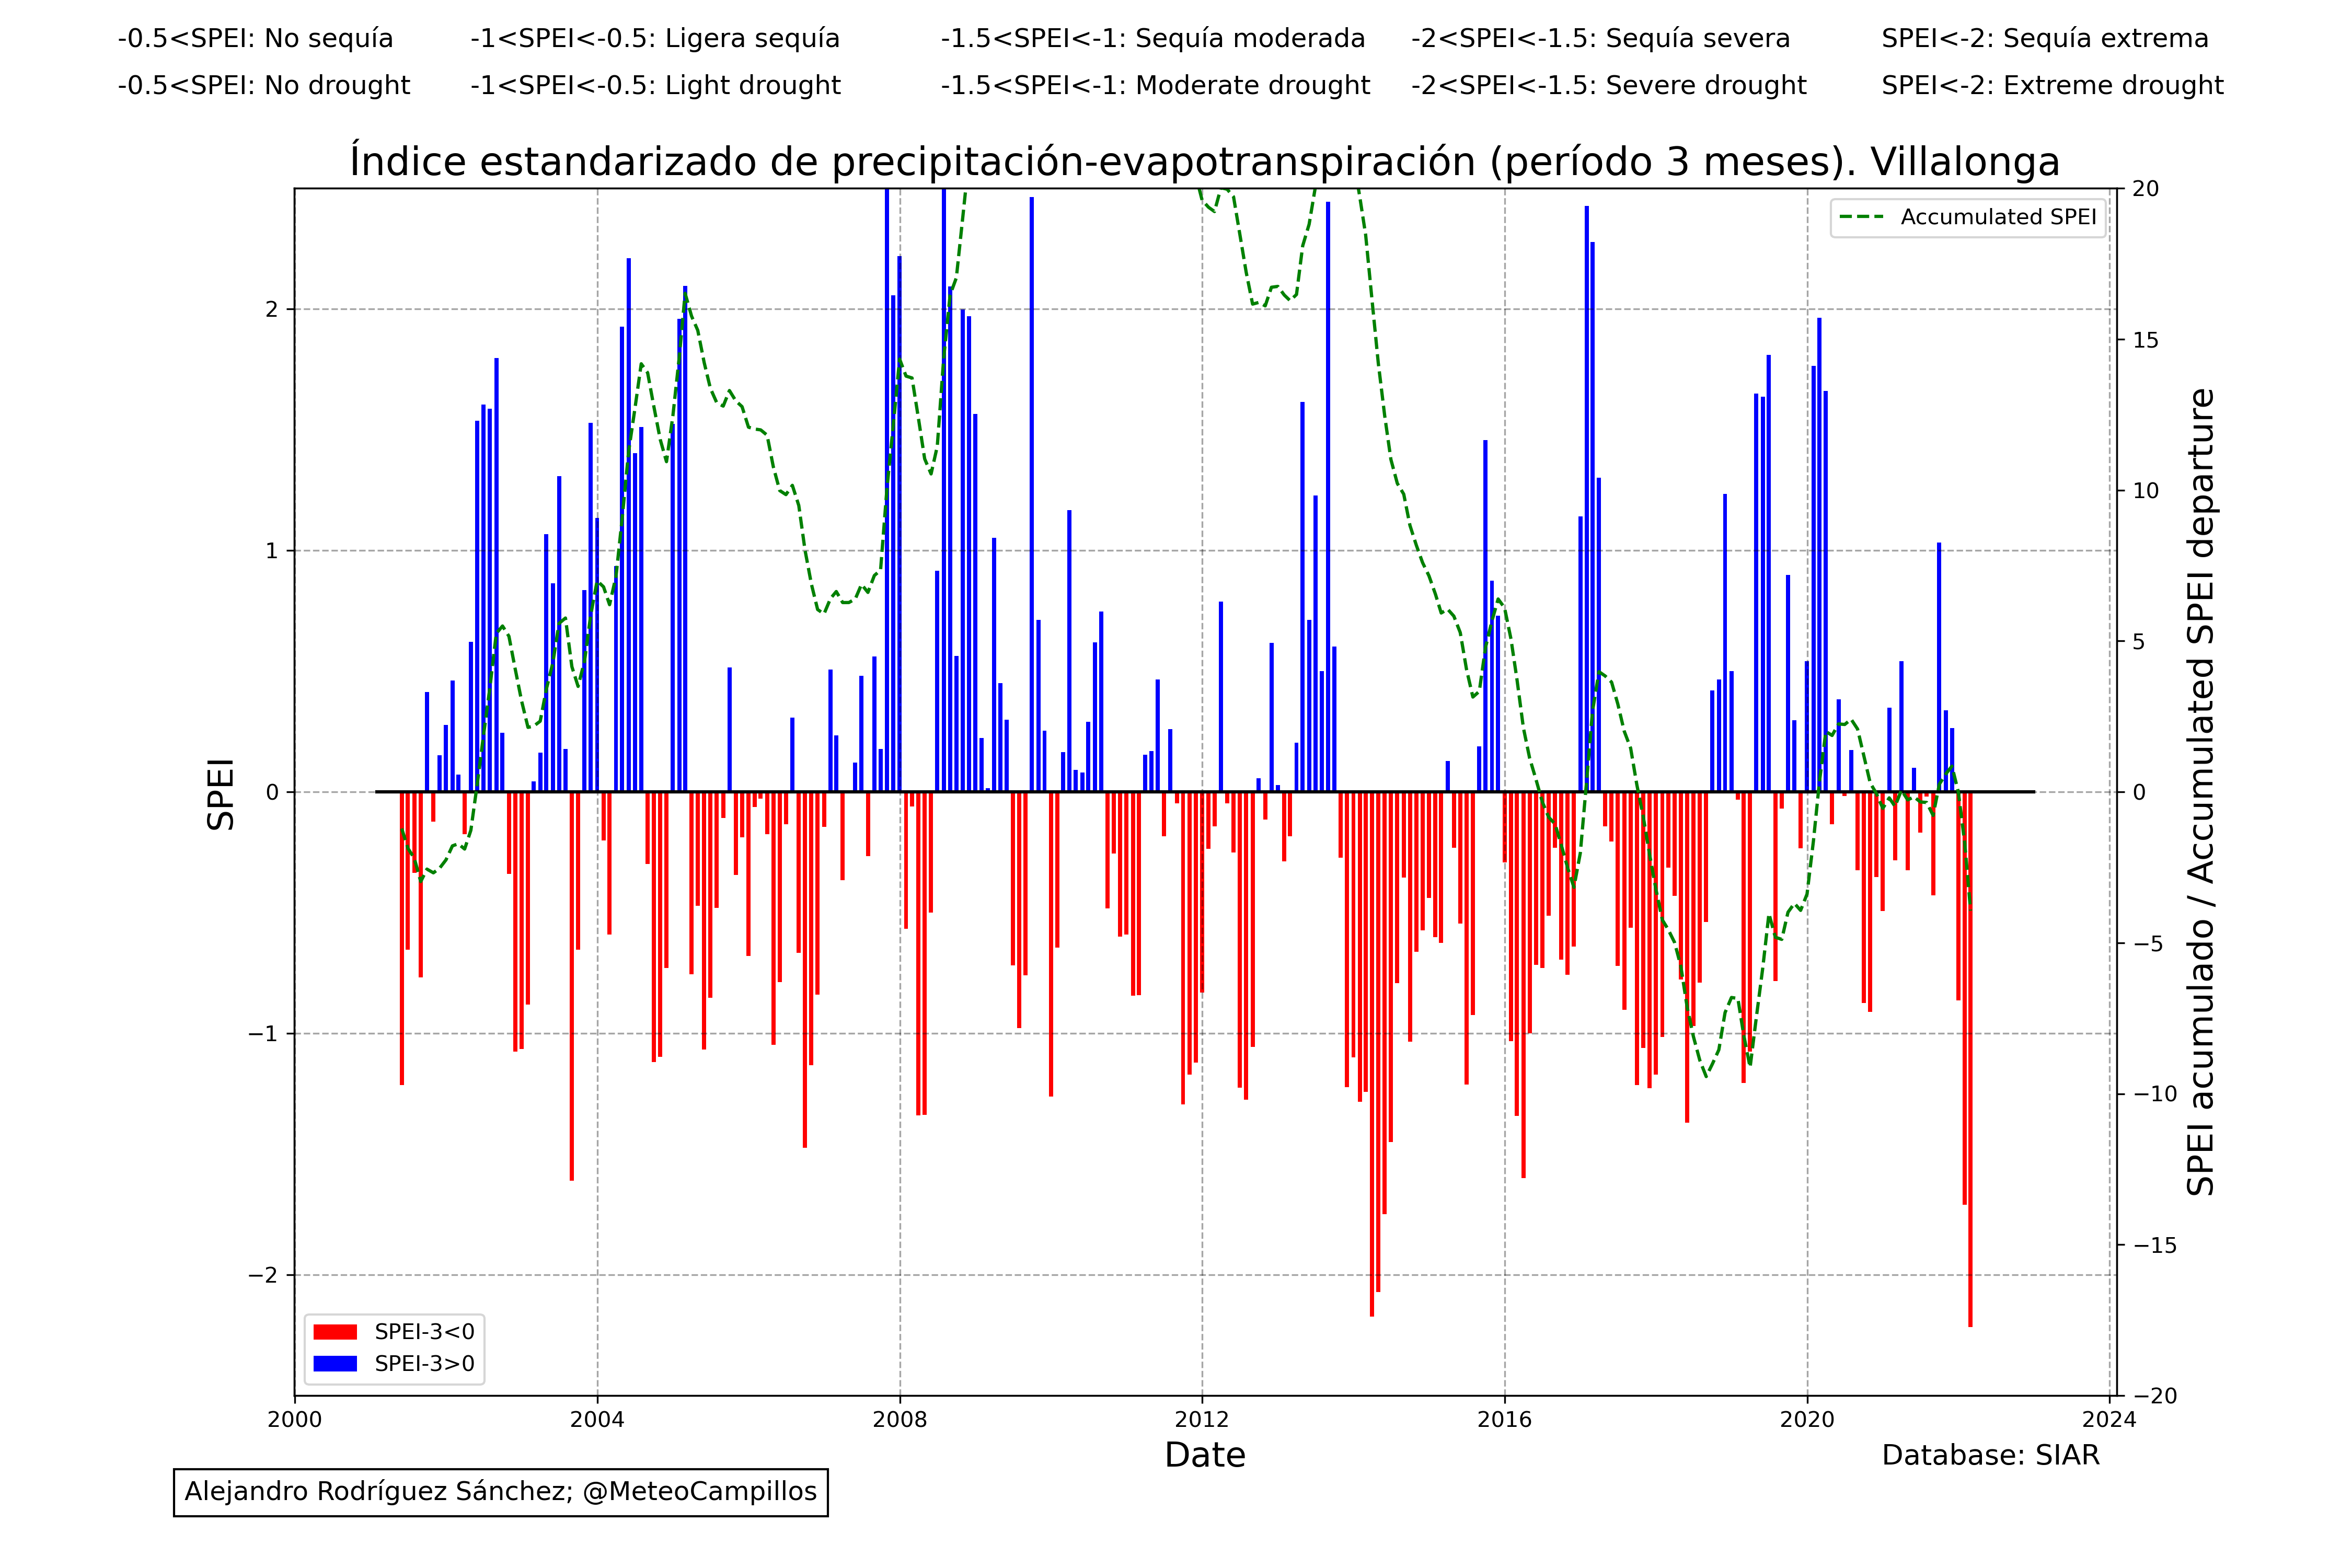 -0.5<SPEI: No sequía -1<SPEI<-0.5: Ligera sequía -1.5<SPEI<-1: Sequía moderada -2<SPEI<-1.5: Sequía severa SPEI<-2: Sequía extrema
-0.5<SPEI: No drought -1<SPEI<-0.5: Light drought -1.5<SPEI<-1: Moderate drought -2<SPEI<-1.5: Severe drought SPEI<-2: Extreme drought
Índice estandarizado de precipitación-evapotranspiración (período 3 meses). Villalonga
Accumulated SPEI
SPEI
2
1
0
−1
−2
20
15
10
5
0
−5
−10
−15
−20
SPEI acumulado / Accumulated SPEI departure
SPEI-3<0
SPEI-3>0
2000 2004 2008 2012 2016 2020 2024
Date
Database: SIAR
Alejandro Rodríguez Sánchez; @MeteoCampillos